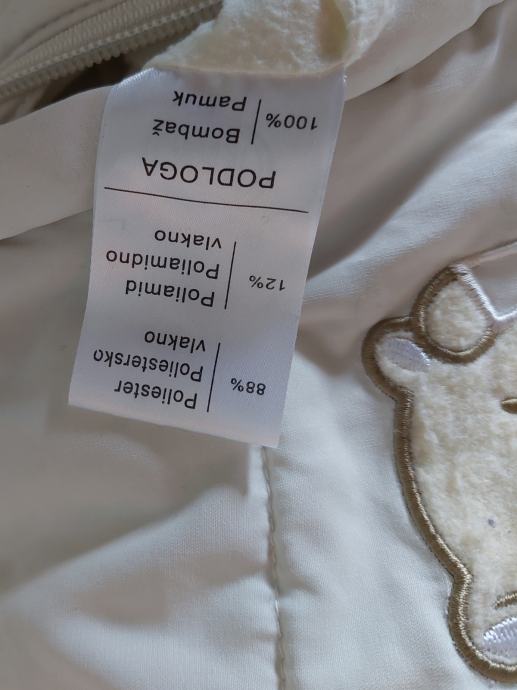 88% Poliester
Poliestersko
vlakno
12% Poliamid
Poliamidno
vlakno
PODLOGA
100% Bombaž
Pamuk